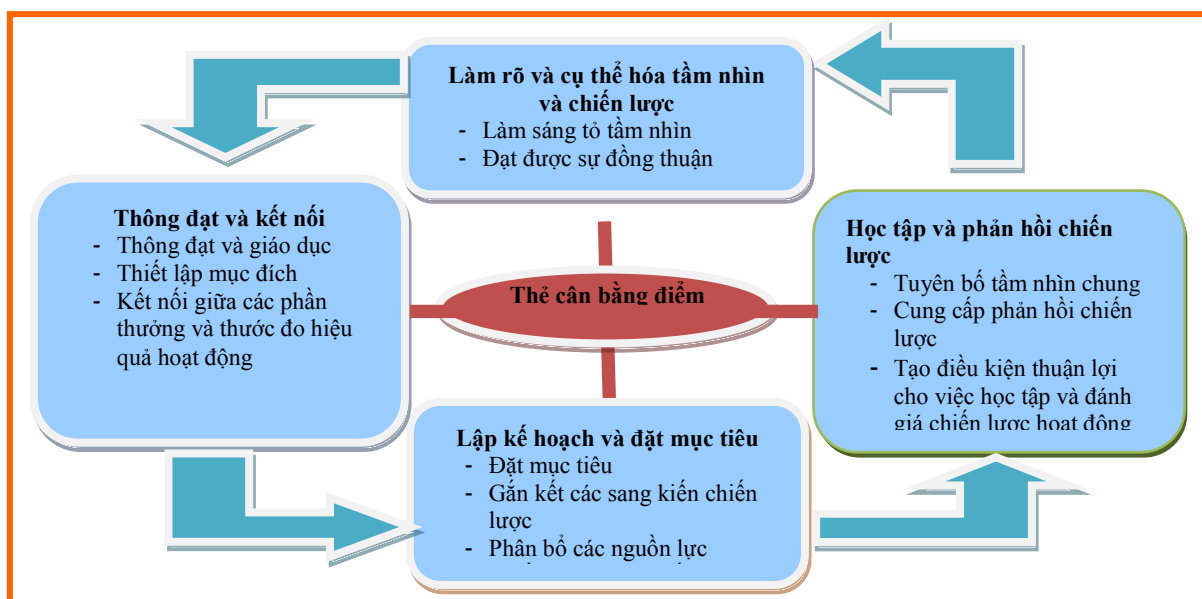 Làm rõ và cụ thể hóa tầm nhìn
và chiến lược
- Làm sáng tỏ tầm nhìn
- Đạt được sự đồng thuận
Thông đạt và kết nối
- Thông đạt và giáo dục
- Thiết lập mục đích
- Kết nối giữa các phần
thưởng và thước đo hiệu
quả hoạt động
Thẻ cân bằng điểm
Học tập và phản hồi chiến
lược
- Tuyên bố tầm nhìn chung
- Cung cấp phản hồi chiến
lược
- Tạo điều kiện thuận lợi
cho việc học tập và đánh
giá chiến lược hoạt động
Lập kế hoạch và đặt mục tiêu
- Đặt mục tiêu
- Gắn kết các sang kiến chiến
lược
- Phân bổ các nguồn lực